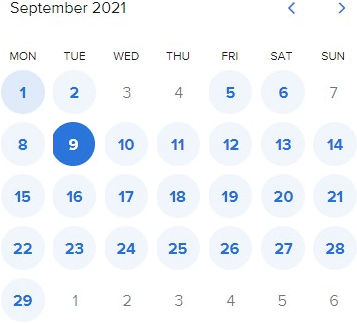 September 2021
MON TUE WED THU FRI SAT SUN
1 2 3 4 5 6 7
8 9 10 11 12 13 14
15 16 17 18 19 20 21
22 23 24 25 26 27 28
29 1 2 3 4 5 6